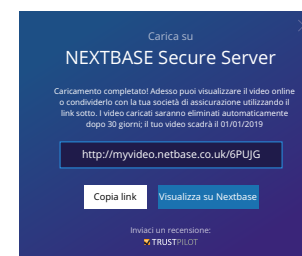 Carica su
NEXTBASE Secure Server
Caricamento completato! Adesso puoi visualizzare il video online
o condividerlo con la tua società di assicurazione utilizzando il
link sotto. I video caricati saranno eliminati automaticamente
dopo 30 giorni; il tuo video scadrà il 01/01/2019
http://myvideo.netbase.co.uk/6PUJG
Copia link
Visualizza su Nextbase
Inviaci un recensione:
TRUSTPILOT